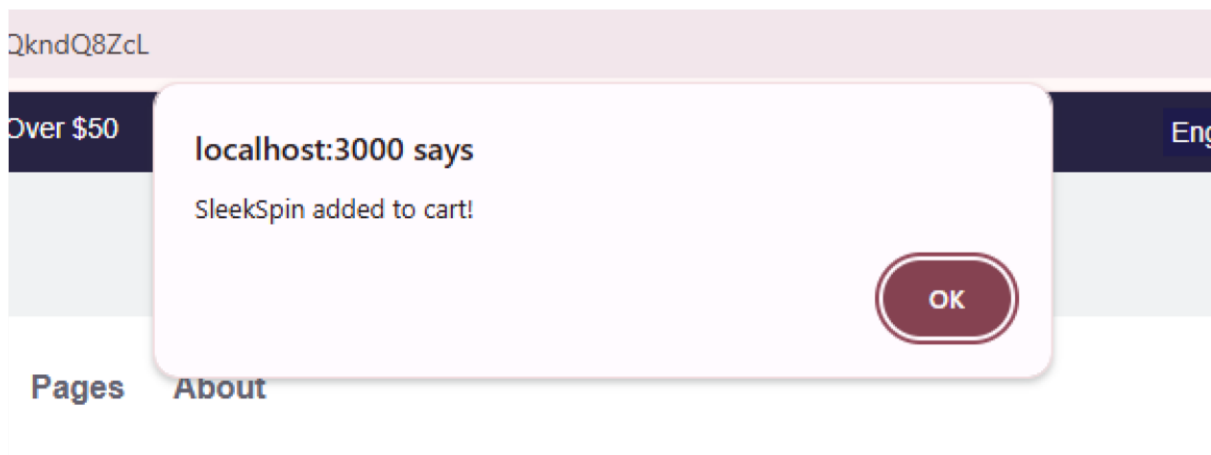 QkndQ8ZcL
Over $50
Eng
localhost:3000 says
SleekSpin added to cart!
OK
Pages About